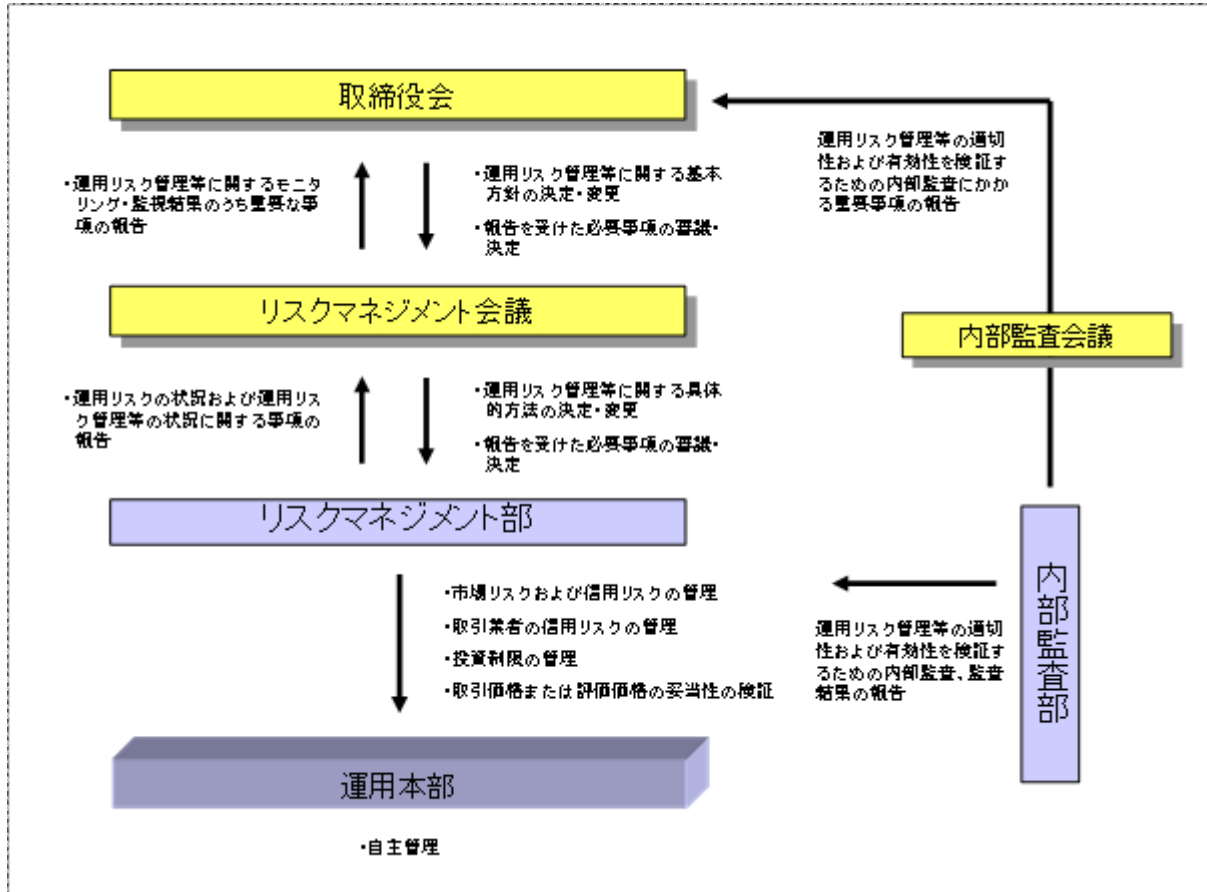 取締役会
・運用リスク管理等に関するモニタ
リング・監視結果のうち重要な事
項の報告
・運用リスク管理等に関する基本
方針の決定・変更
・報告を受けた必要事項の審議・
決定
運用リスク管理等の適切
性および有効性を検証す
るための内部監査にかか
る重要事項の報告
リスクマネジメント会議
内部監査会議
・運用リスクの状況および運用リス
ク管理等の状況に関する事項の
報告
・運用リスク管理等に関する具体
的方法の決定・変更
・報告を受けた必要事項の審議・
決定
リスクマネジメント部
・市場リスクおよび信用リスクの管理
・取引業者の信用リスクの管理
・投資制限の管理
・取引価格または評価価格の妥当性の検証
運用リスク管理等の適切
性および有効性を検証す
るための内部監査、監査
結果の報告
内部監査部
運用本部
・自主管理